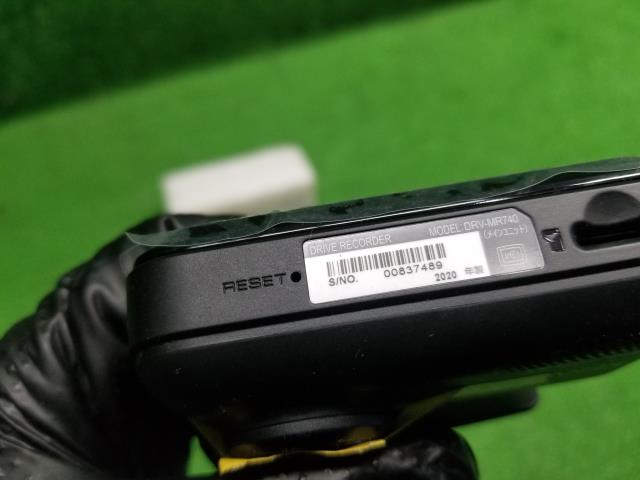 DRIVE RECORDER MODEL DRV-MR740
(メインユニット)
S/NO. 00837489
2020 年製
RESET